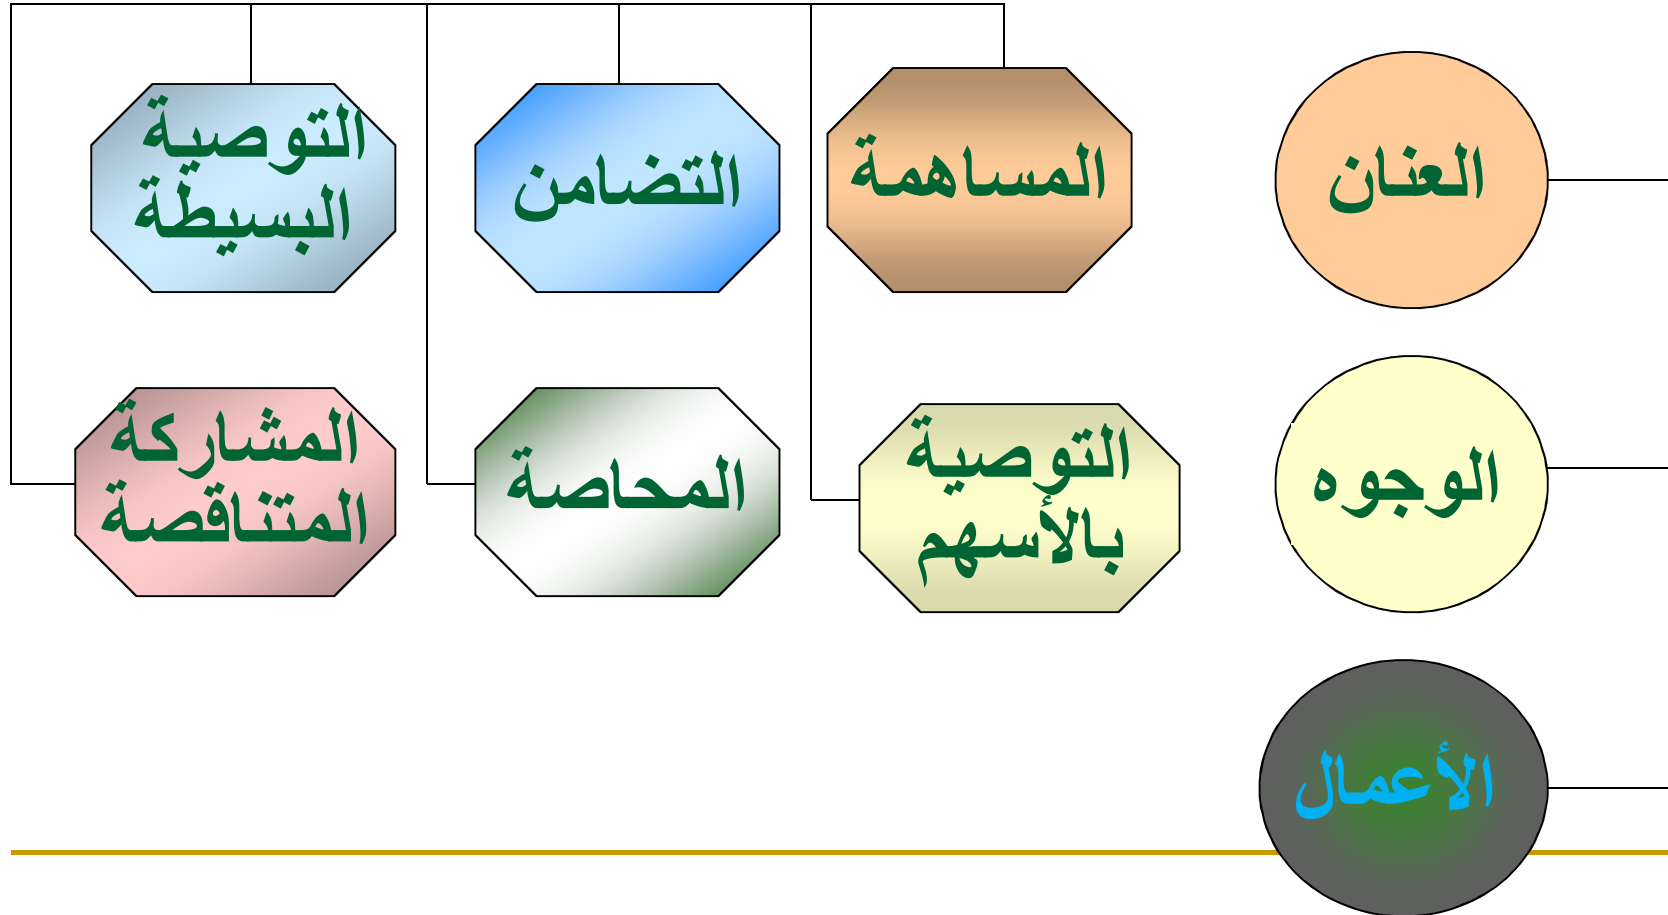 العنان
المساهمة
التضامن
التوصية
البسيطة
الوجوه
التوصية
بالأسهم
المحاصة
المشاركة
المتناقصة
الأعمال